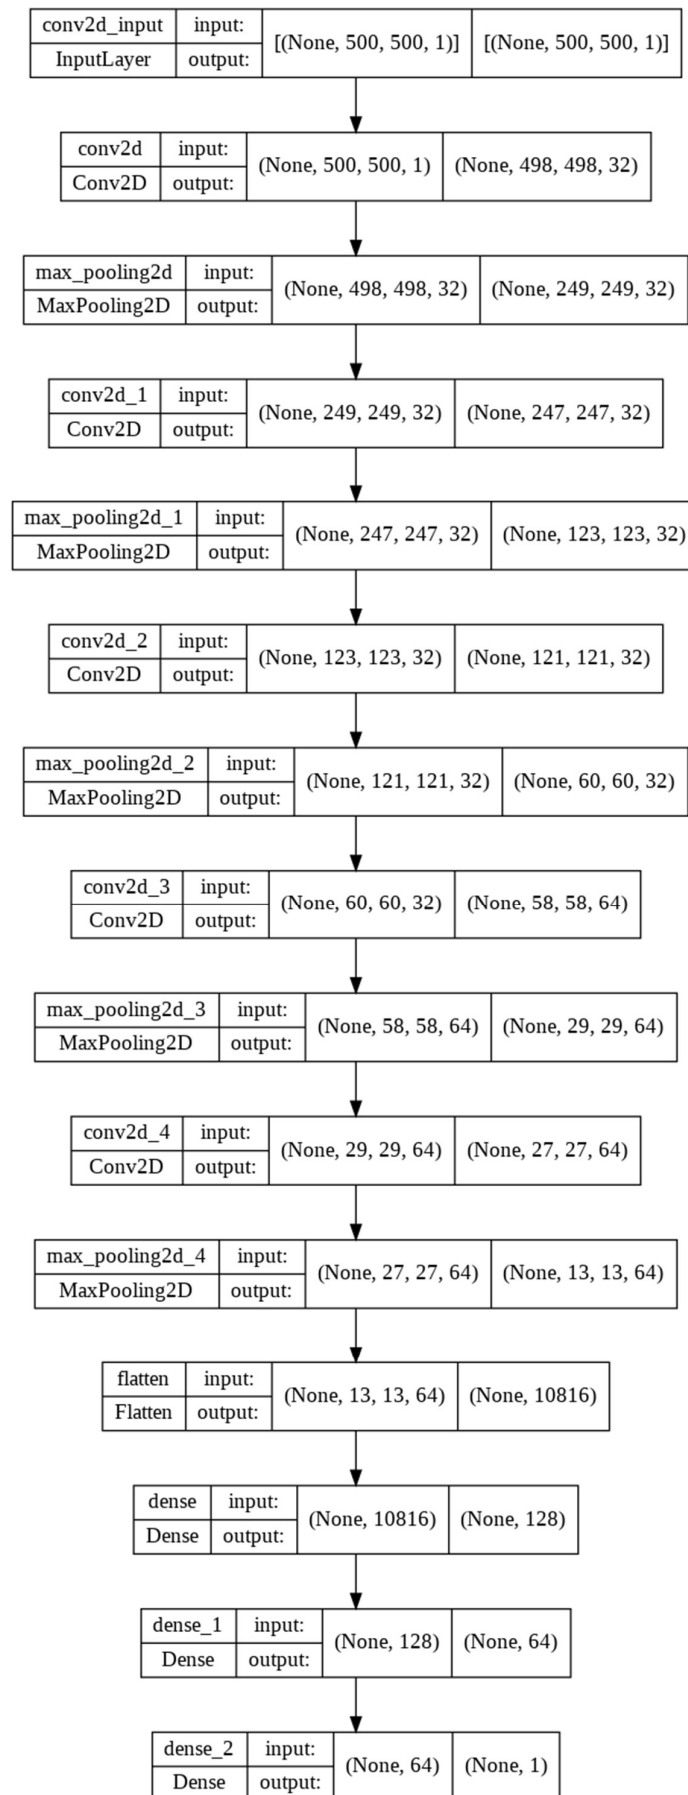 conv2d_input input: [(None, 500, 500, 1)] [(None, 500, 500, 1)]
InputLayer output:
conv2d input: (None, 500, 500, 1) (None, 498, 498, 32)
Conv2D output:
max_pooling2d input: (None, 498, 498, 32) (None, 249, 249, 32)
MaxPooling2D output:
conv2d_1 input: (None, 249, 249, 32) (None, 247, 247, 32)
Conv2D output:
max_pooling2d_1 input: (None, 247, 247, 32) (None, 123, 123, 32)
MaxPooling2D output:
conv2d_2 input: (None, 123, 123, 32) (None, 121, 121, 32)
Conv2D output:
max_pooling2d_2 input: (None, 121, 121, 32) (None, 60, 60, 32)
MaxPooling2D output:
conv2d_3 input: (None, 60, 60, 32) (None, 58, 58, 64)
Conv2D output:
max_pooling2d_3 input: (None, 58, 58, 64) (None, 29, 29, 64)
MaxPooling2D output:
conv2d_4 input: (None, 29, 29, 64) (None, 27, 27, 64)
Conv2D output:
max_pooling2d_4 input: (None, 27, 27, 64) (None, 13, 13, 64)
MaxPooling2D output:
flatten input: (None, 13, 13, 64) (None, 10816)
Flatten output:
dense input: (None, 10816) (None, 128)
Dense output:
dense_1 input: (None, 128) (None, 64)
Dense output:
dense_2 input: (None, 64) (None, 1)
Dense output: